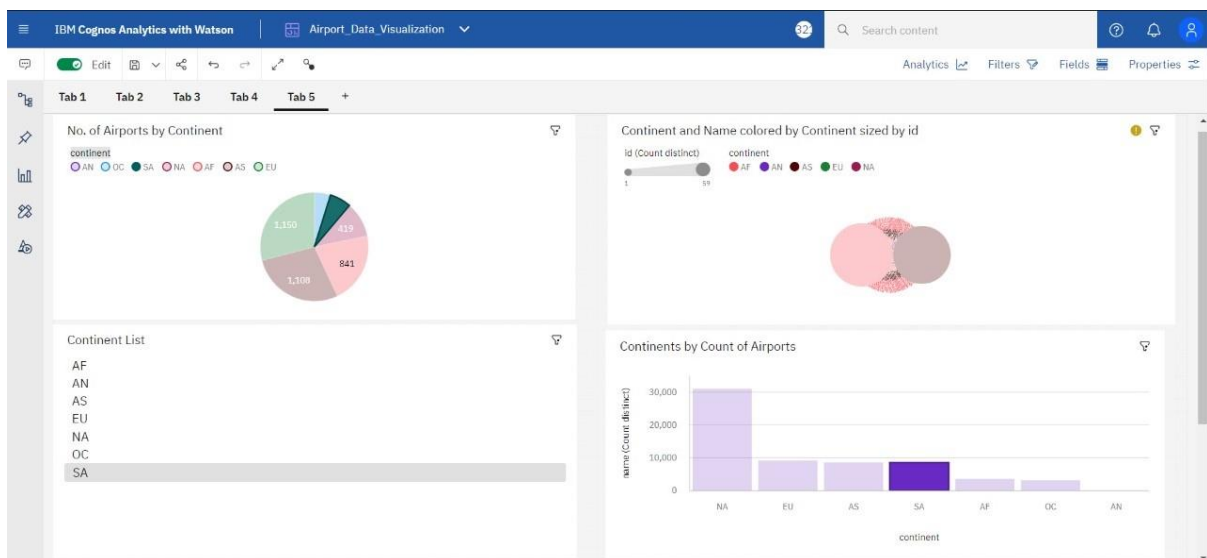 IBM Cognos Analytics with Watson
Airport_Data_Visualization
Search content
Edit
Analytics
Filters
Fields
Properties
Tab 1
Tab 2
Tab 3
Tab 4
Tab 5
+
No. of Airports by Continent
continent
AN OC SA NA AF AS EU
1,150
419
841
1,108
Continent and Name colored by Continent sized by id
id (Count distinct)
1 59
continent
AF AN AS EU NA
Continent List
AF
AN
AS
EU
NA
OC
SA
Continents by Count of Airports
name (Count distinct)
30,000
20,000
10,000
0
NA EU AS SA AF OC AN
continent